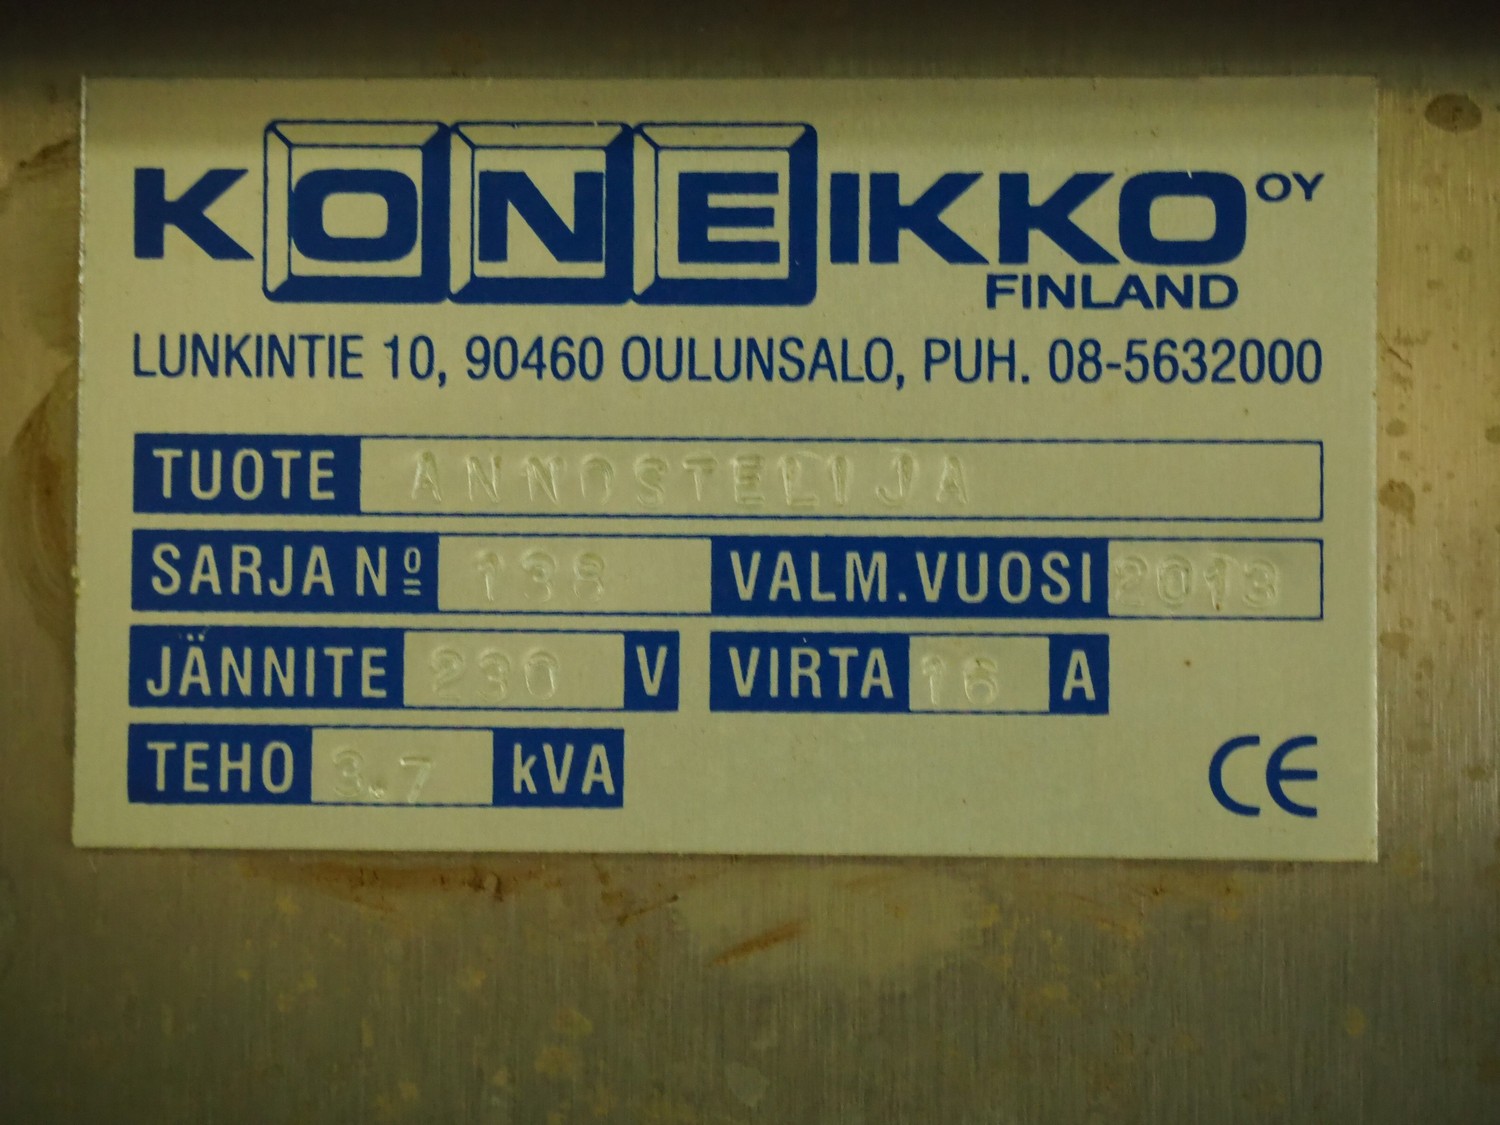 KONEIKKO OY
FINLAND
LUNKINTIE 10, 90460 OULUNSALO, PUH. 08-5632000
TUOTE ANNOSTELIJA
SARJA Nº 138 VALM.VUOSI 2013
JÄNNITE 230 V VIRTA 16 A
TEHO 3.7 kVA
CE